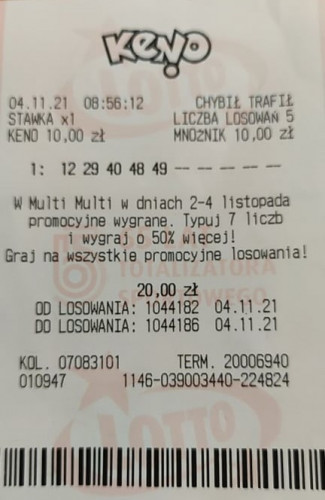 KENO
04.11.21 08:56:12 CHYBIŁ TRAFIŁ
STAWKA x1 LICZBA LOSOWAŃ 5
KENO 10,00 zł MNOŻNIK 10,00 zł
1: 12 29 40 48 49 -- -- -- -- --
W Multi Multi w dniach 2-4 listopada
promocyjne wygrane. Typuj 7 liczb
i wygraj o 50% więcej!
Graj na wszystkie promocyjne losowania!
TOTALIZATORA
20,00 zł
OD LOSOWANIA: 1044182 04.11.21
DO LOSOWANIA: 1044186 04.11.21
KOL. 07083101 TERM. 20006940
010947 1146-039003440-224824
LOTTO